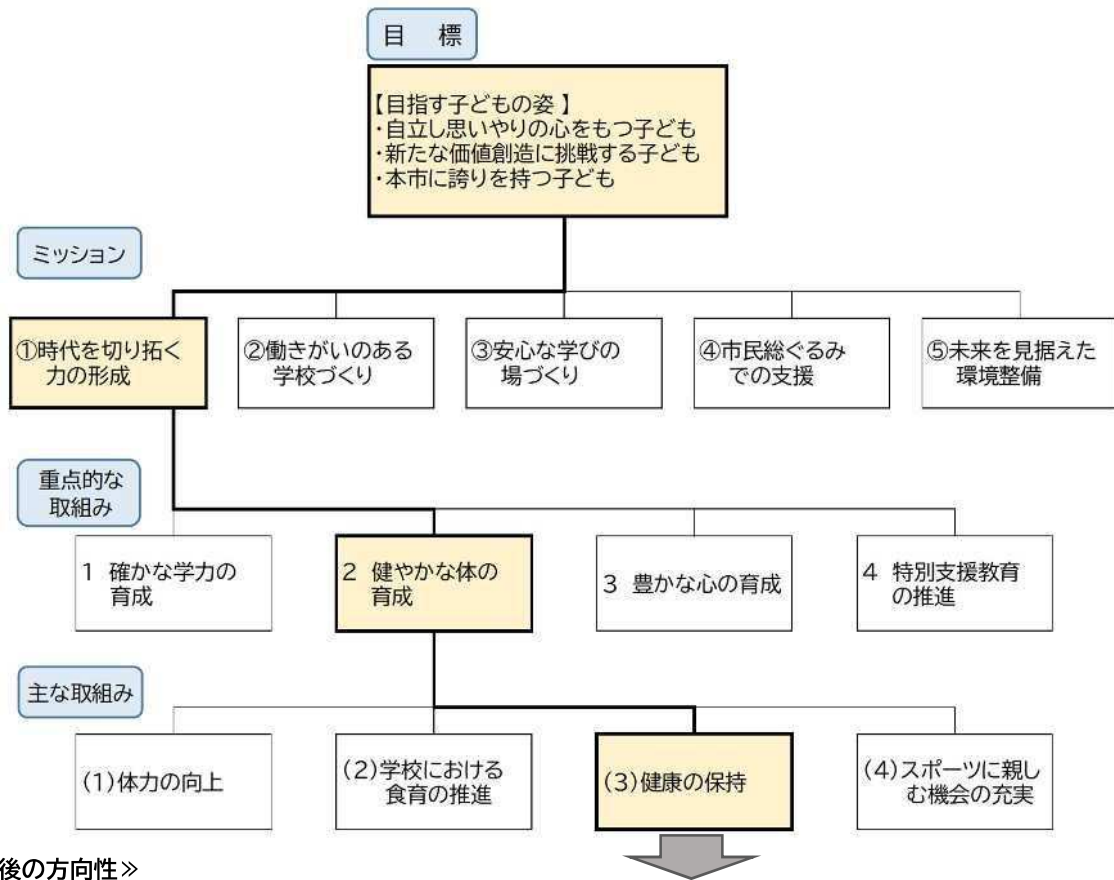 目 標
【目指す子どもの姿 】
・自立し思いやりの心をもつ子ども
・新たな価値創造に挑戦する子ども
・本市に誇りを持つ子ども
ミッション
①時代を切り拓く
力の形成
②働きがいのある
学校づくり
③安心な学びの
場づくり
④市民総ぐるみ
での支援
⑤未来を見据えた
環境整備
重点的な
取組み
1 確かな学力の
育成
2 健やかな体の
育成
3 豊かな心の育成
4 特別支援教育
の推進
主な取組み
(1)体力の向上
(2)学校における
食育の推進
(3)健康の保持
(4)スポーツに親し
む機会の充実
後の方向性≫